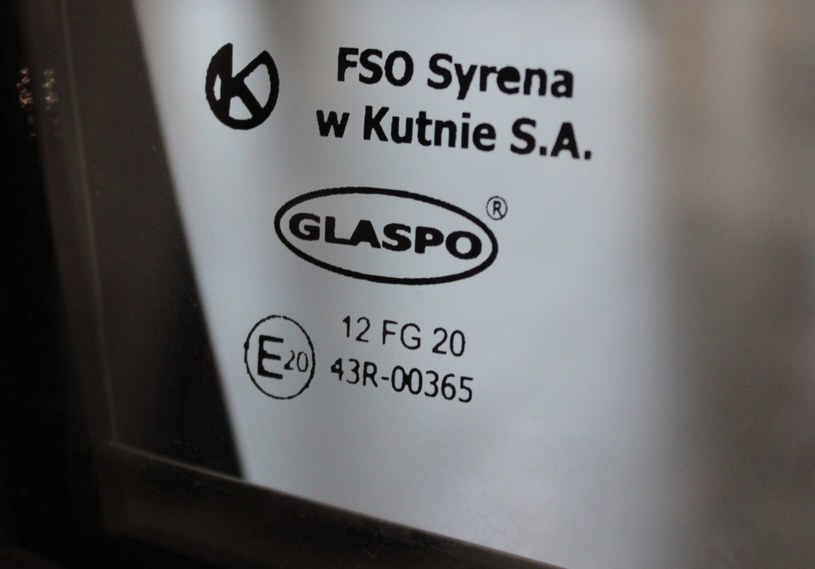 K
FSO Syrena
w Kutnie S.A.
GLASPO ®
12 FG 20
E20 43R-00365